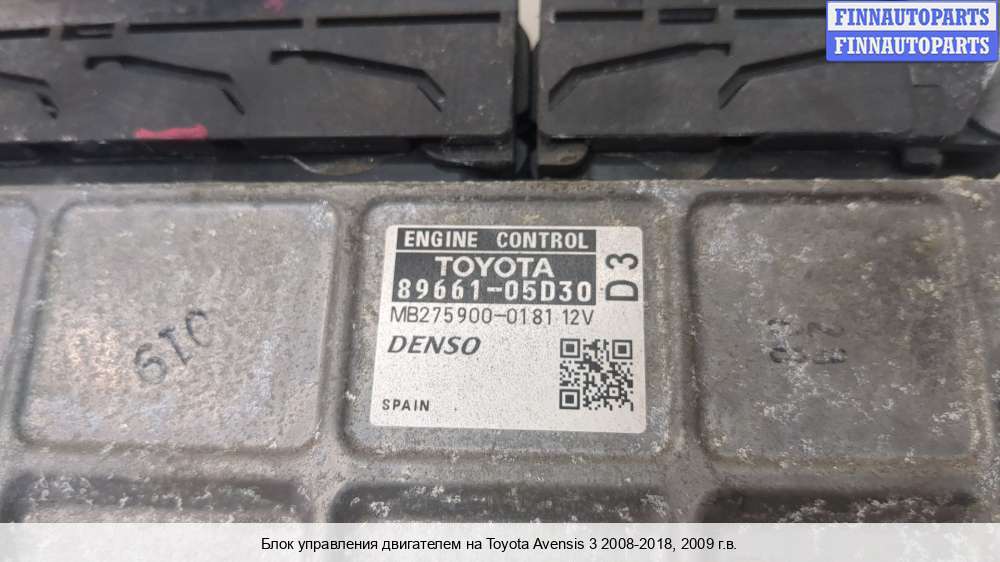 FINNAUTOPARTS
FINNAUTOPARTS
ENGINE CONTROL
TOYOTA
89661-05D30
D3
MB275900-0181 12V
DENSO
SPAIN
019
Блок управления двигателем на Toyota Avensis 3 2008-2018, 2009 г.в.